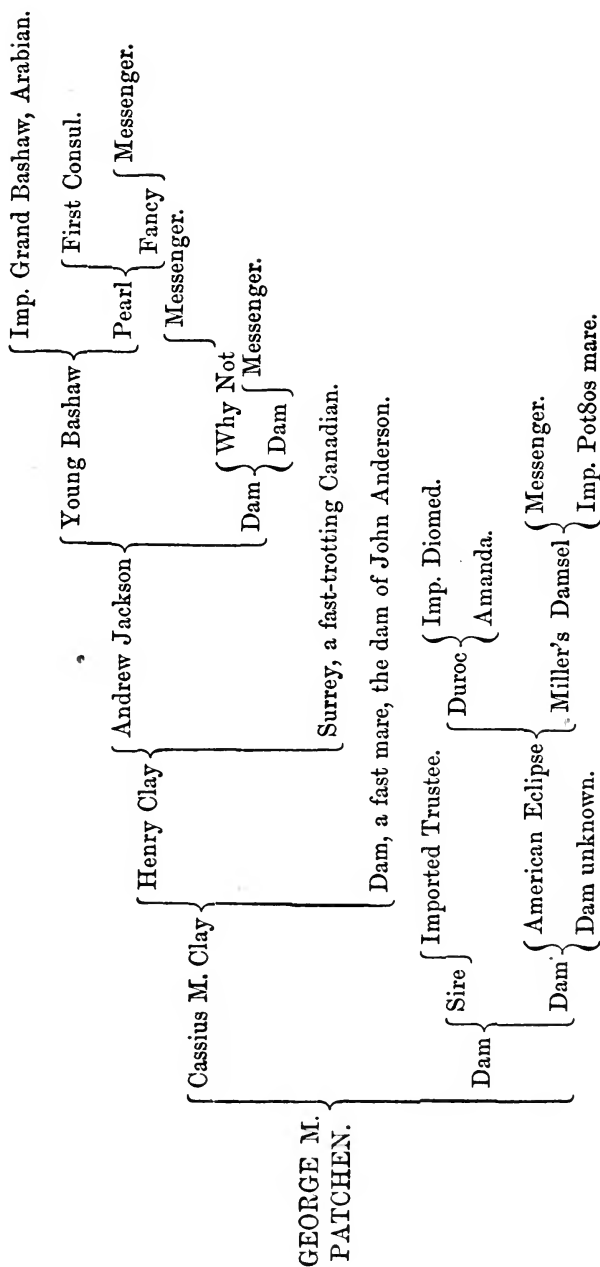 GEORGE M.
PATCHEN.
Cassius M. Clay
Henry Clay
Andrew Jackson
Young Bashaw
Imp. Grand Bashaw, Arabian.
Pearl
First Consul.
Fancy
Messenger.
Dam
Why Not
Messenger.
Dam
Messenger.
Surrey, a fast-trotting Canadian.
Dam, a fast mare, the dam of John Anderson.
Dam
Sire
Imported Trustee.
Dam
American Eclipse
Duroc
Imp. Diomed.
Amanda.
Miller's Damsel
Messenger.
Imp. Pot8os mare.
Dam unknown.